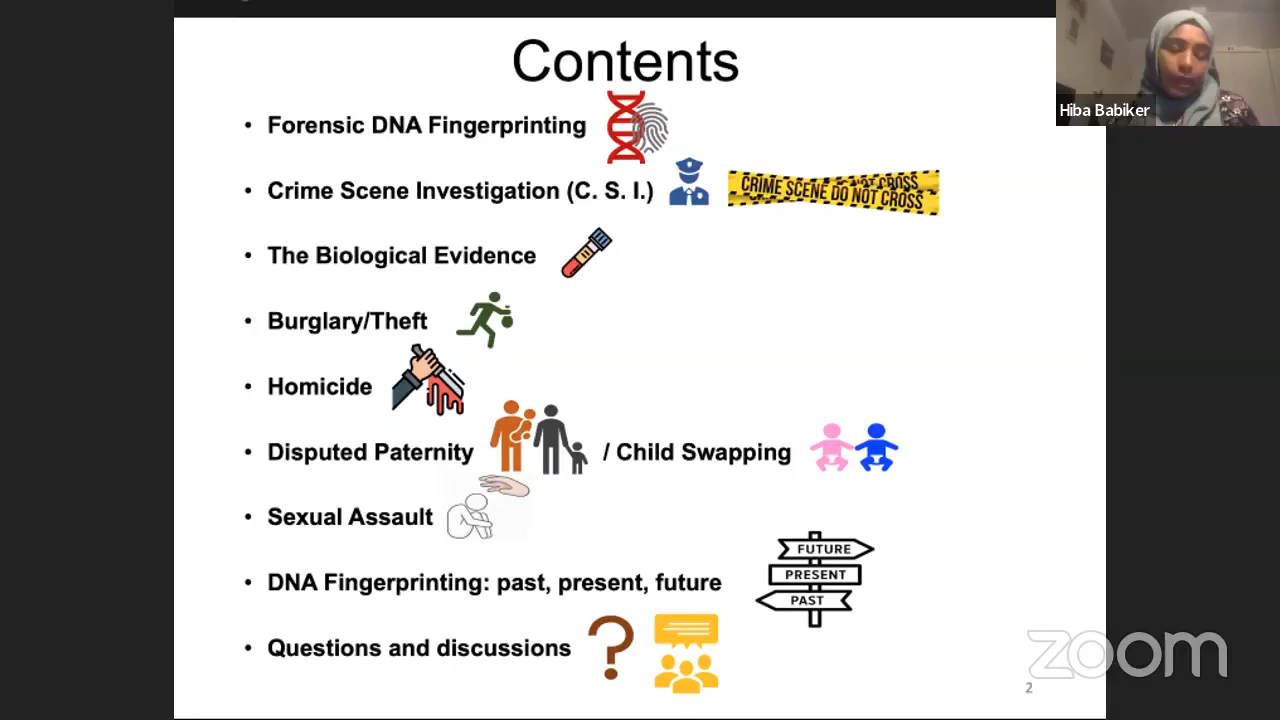 Contents
Hiba Babiker
• Forensic DNA Fingerprinting
• Crime Scene Investigation (C. S. I.)
CRIME SCENE DO NOT CROSS
NOT CROSS
• The Biological Evidence
• Burglary/Theft
• Homicide
• Disputed Paternity / Child Swapping
• Sexual Assault
• DNA Fingerprinting: past, present, future
FUTURE
PRESENT
PAST
• Questions and discussions
zoom
2